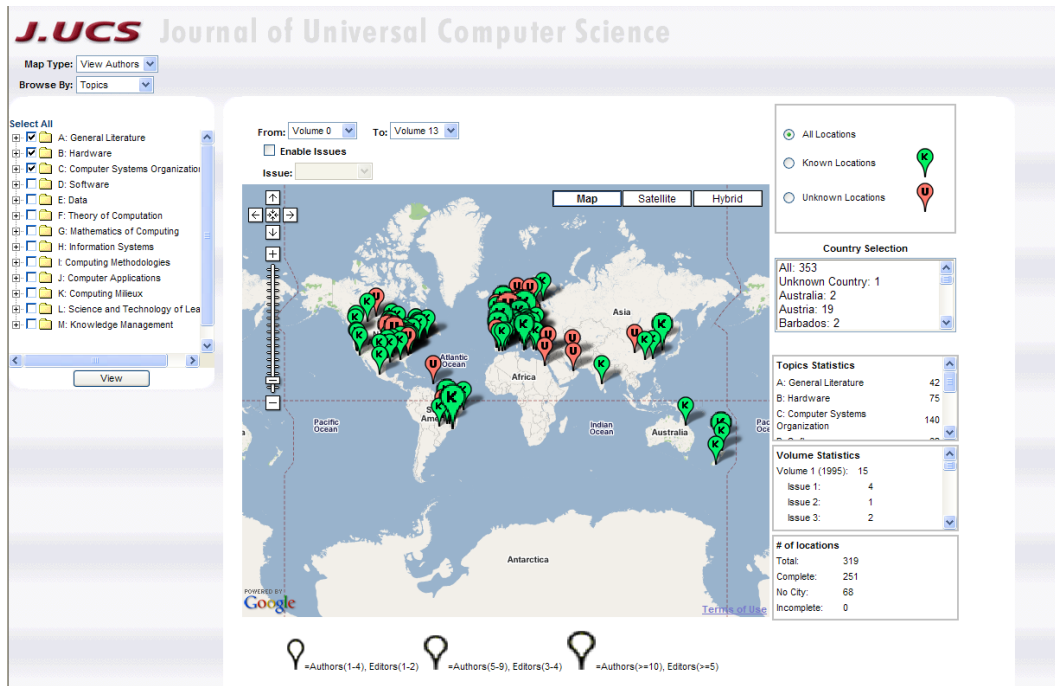 J.UCS Journal of Universal Computer Science
Map Type: View Authors
Browse By: Topics
Select All
A: General Literature
B: Hardware
C: Computer Systems Organization
D: Software
E: Data
F: Theory of Computation
G: Mathematics of Computing
H: Information Systems
I: Computing Methodologies
J: Computer Applications
K: Computing Milieux
L: Science and Technology of Lea
M: Knowledge Management
View
From: Volume 0 To: Volume 13
Enable Issues
Issue:
Map Satellite Hybrid
Asia
Atlantic
Ocean
Africa
Pacific
Ocean
Indian
Ocean
Australia
Antarctica
POWERED BY
Google
Terms of Use
All Locations
Known Locations K
Unknown Locations U
Country Selection
All: 353
Unknown Country: 1
Australia: 2
Austria: 19
Barbados: 2
Topics Statistics
A: General Literature 42
B: Hardware 75
C: Computer Systems
Organization 140
Volume Statistics
Volume 1 (1995): 15
Issue 1: 4
Issue 2: 1
Issue 3: 2
# of locations
Total: 319
Complete: 251
No City: 68
Incomplete: 0
=Authors(1-4), Editors(1-2) =Authors(5-9), Editors(3-4) =Authors(>=10), Editors(>=5)